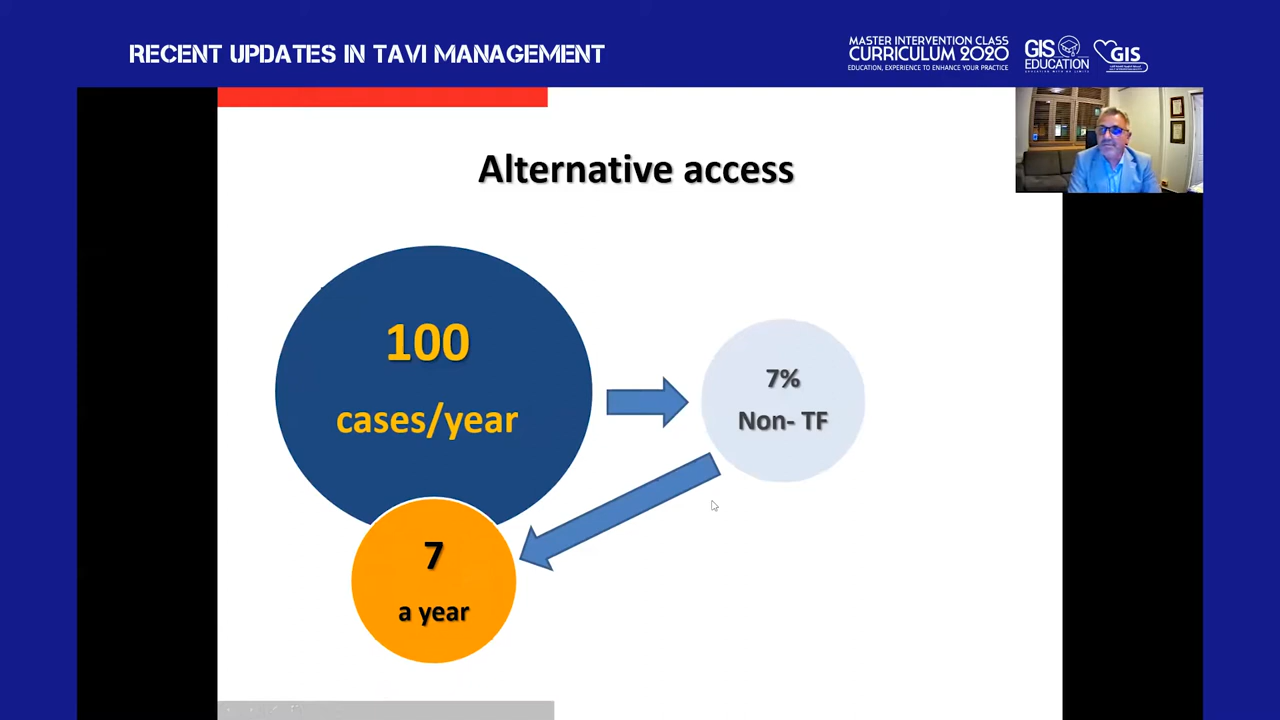 RECENT UPDATES IN TAVI MANAGEMENT
MASTER INTERVENTION CLASS
CURRICULUM 2020
EDUCATION, EXPERIENCE TO ENHANCE YOUR PRACTICE
GIS
EDUCATION
GIS
Alternative access
100
cases/year
7%
Non- TF
7
a year